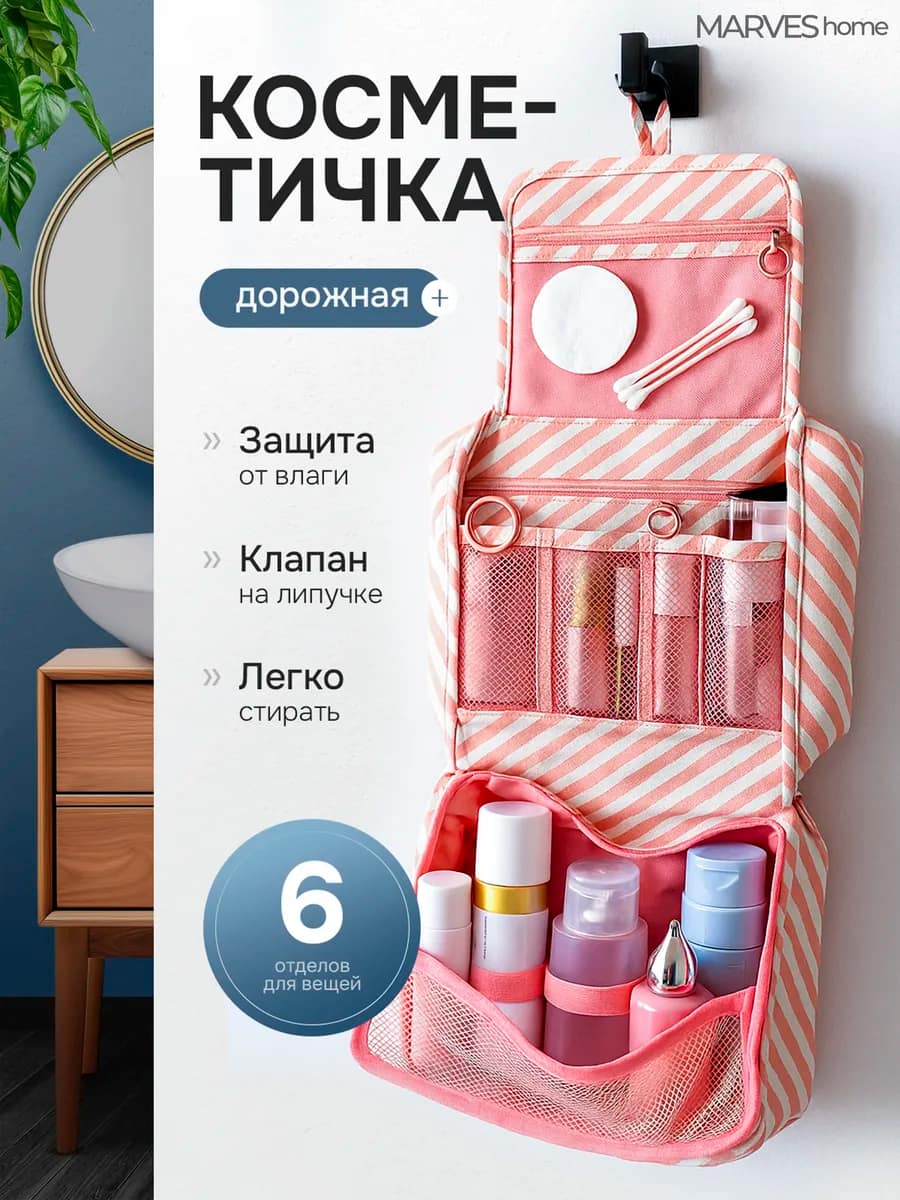 MARVES home
КОСМЕ-
ТИЧКА
дорожная +
» Защита
от влаги
» Клапан
на липучке
» Легко
стирать
6
отделов
для вещей